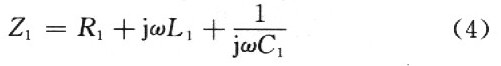 Z₁ = R₁ + jωL₁ + 1/(jωC₁) (4)